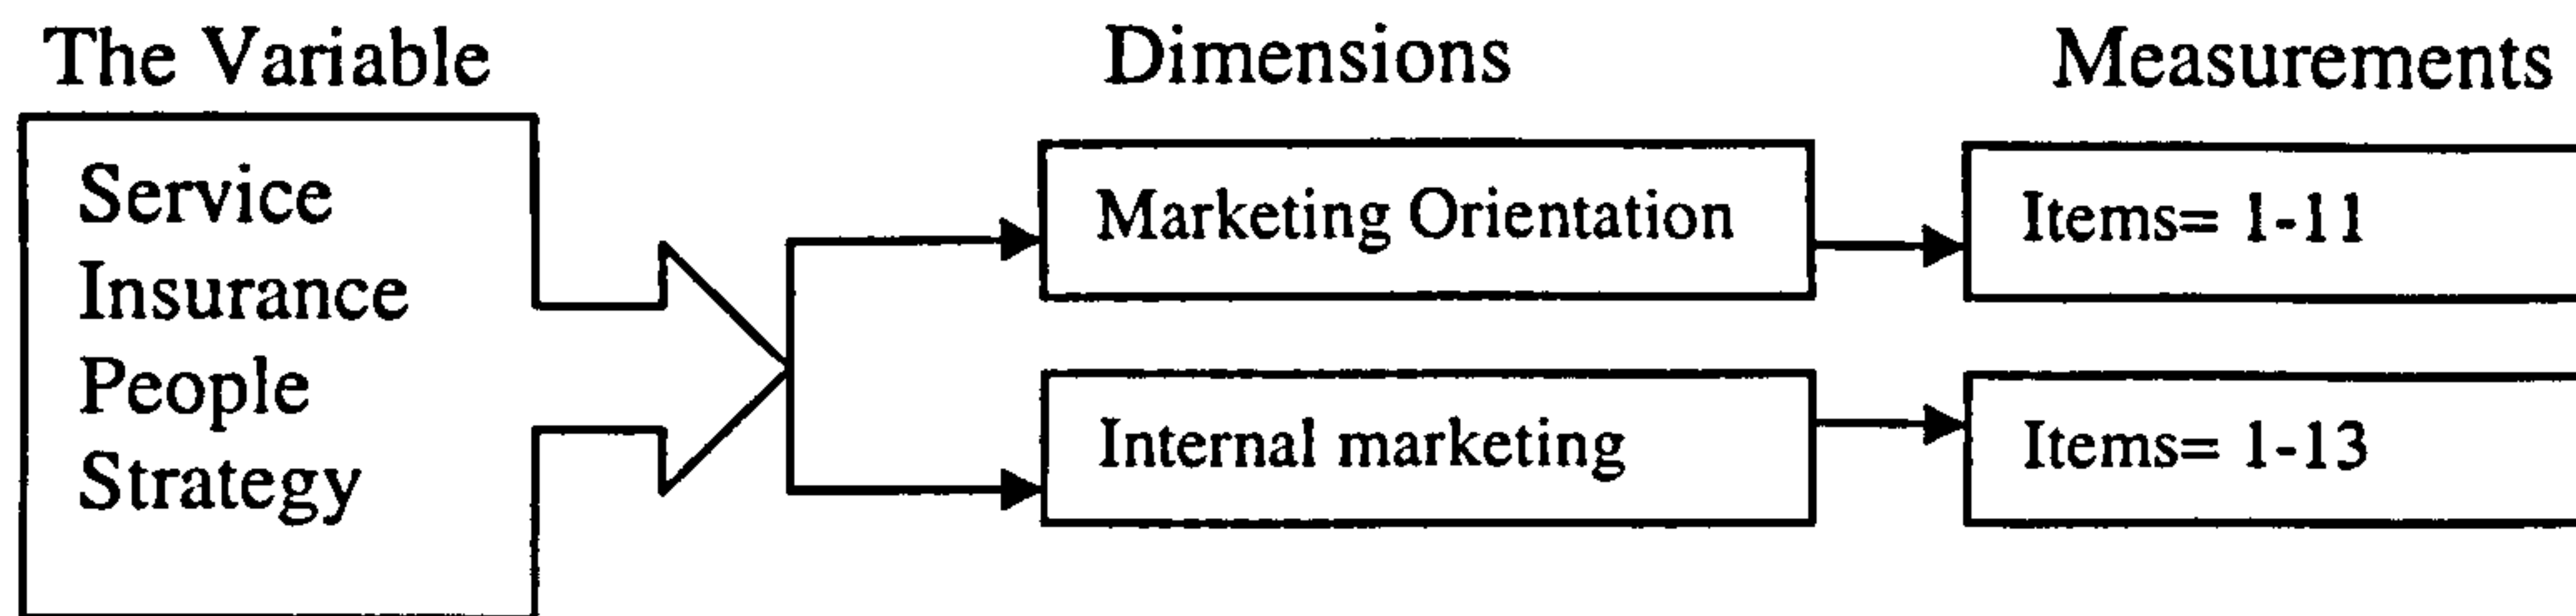 The Variable
Dimensions
Measurements
Service
Insurance
People
Strategy
Marketing Orientation
Items= 1-11
Internal marketing
Items= 1-13